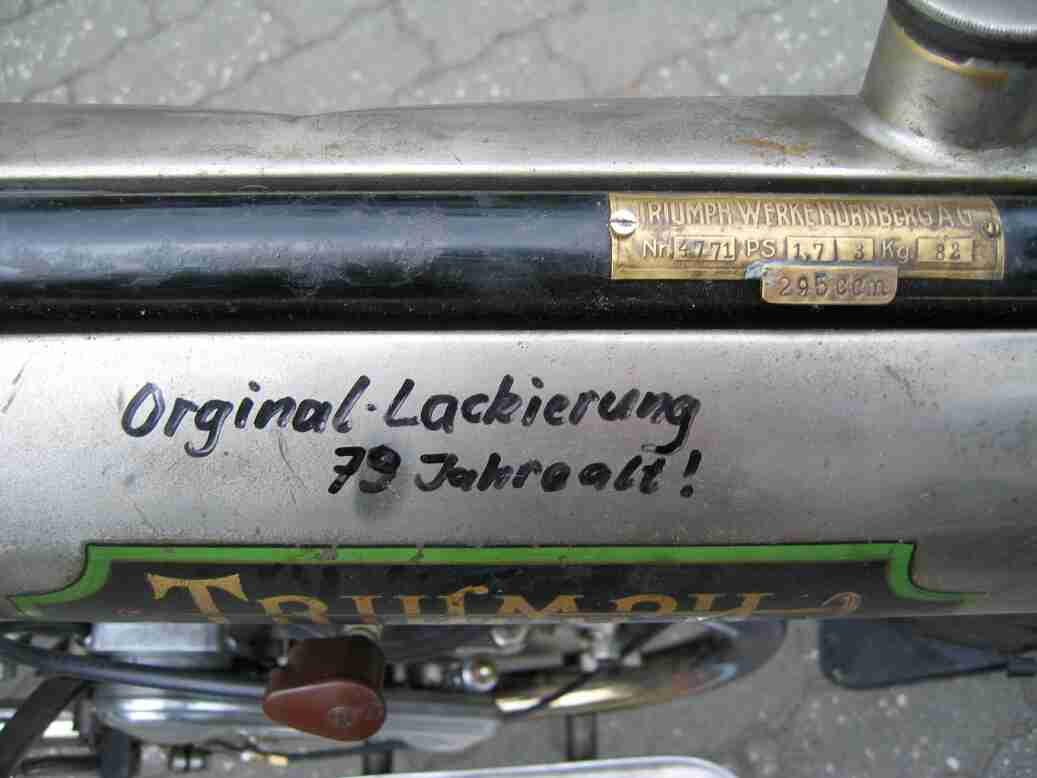 TRIUMPH WERKE NÜRNBERG A.G.
Nr. 4771 PS 1,7 3 Kg. 82
295 ccm
Orginal-Lackierung
79 Jahre alt!
TRIUMPH